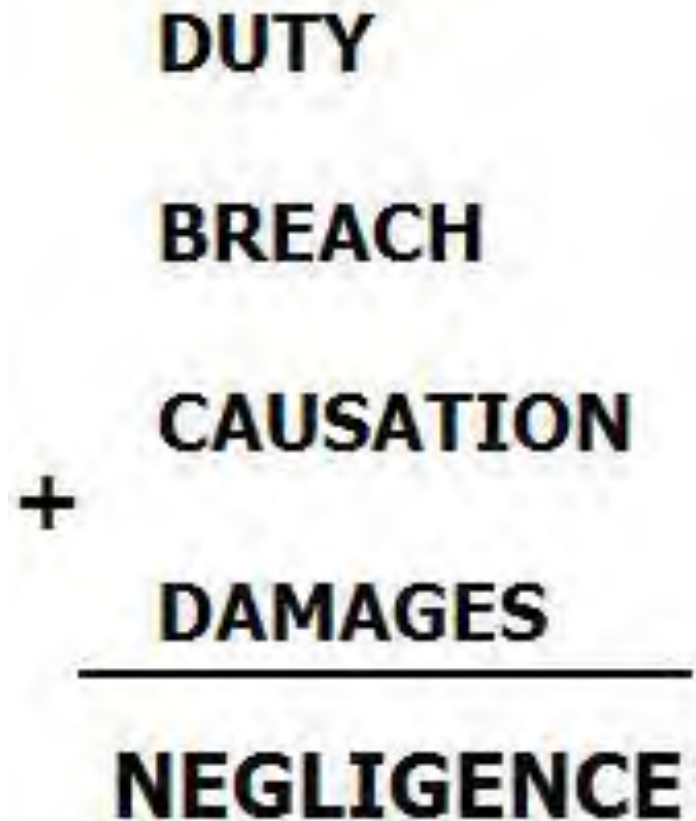 DUTY
BREACH
CAUSATION
+
DAMAGES
NEGLIGENCE